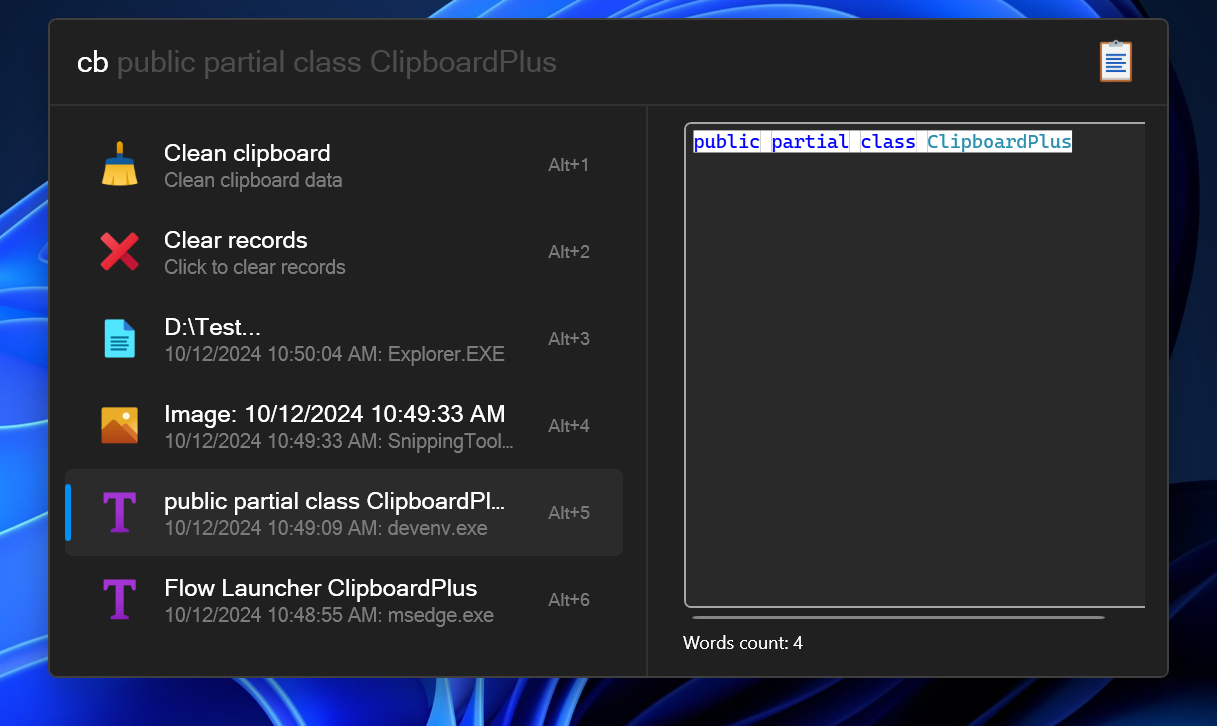 cb public partial class ClipboardPlus
Clean clipboard
Clean clipboard data
Alt+1
Clear records
Click to clear records
Alt+2
D:\Test...
10/12/2024 10:50:04 AM: Explorer.EXE
Alt+3
Image: 10/12/2024 10:49:33 AM
10/12/2024 10:49:33 AM: SnippingTool...
Alt+4
public partial class ClipboardPl...
10/12/2024 10:49:09 AM: devenv.exe
Alt+5
Flow Launcher ClipboardPlus
10/12/2024 10:48:55 AM: msedge.exe
Alt+6
public partial class ClipboardPlus
Words count: 4